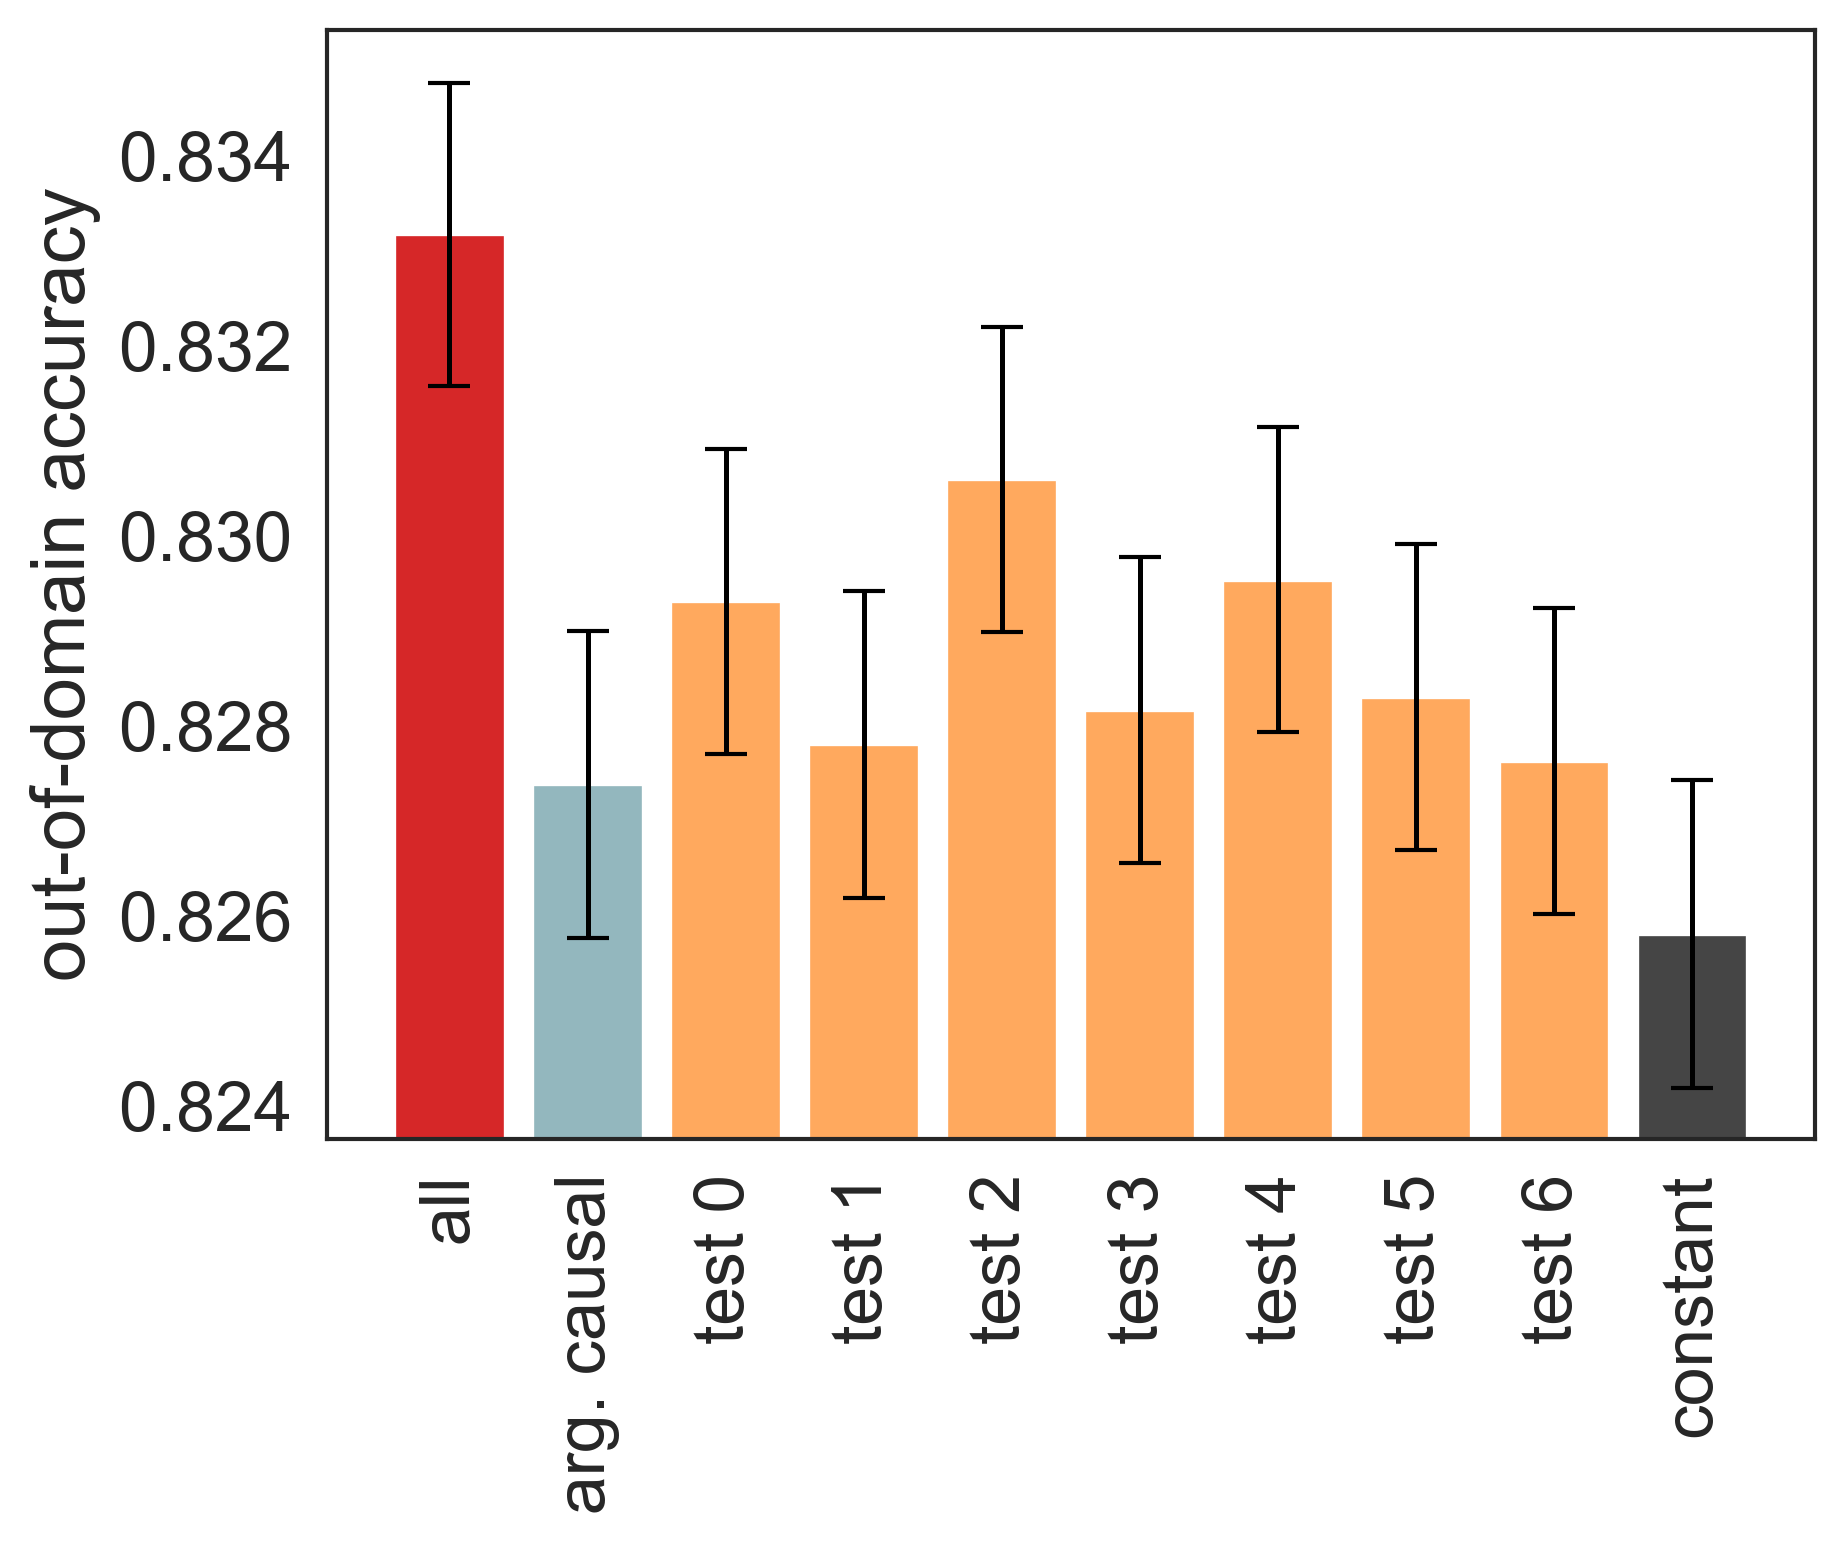 out-of-domain accuracy
0.834
0.832
0.830
0.828
0.826
0.824
all
arg. causal
test 0
test 1
test 2
test 3
test 4
test 5
test 6
constant